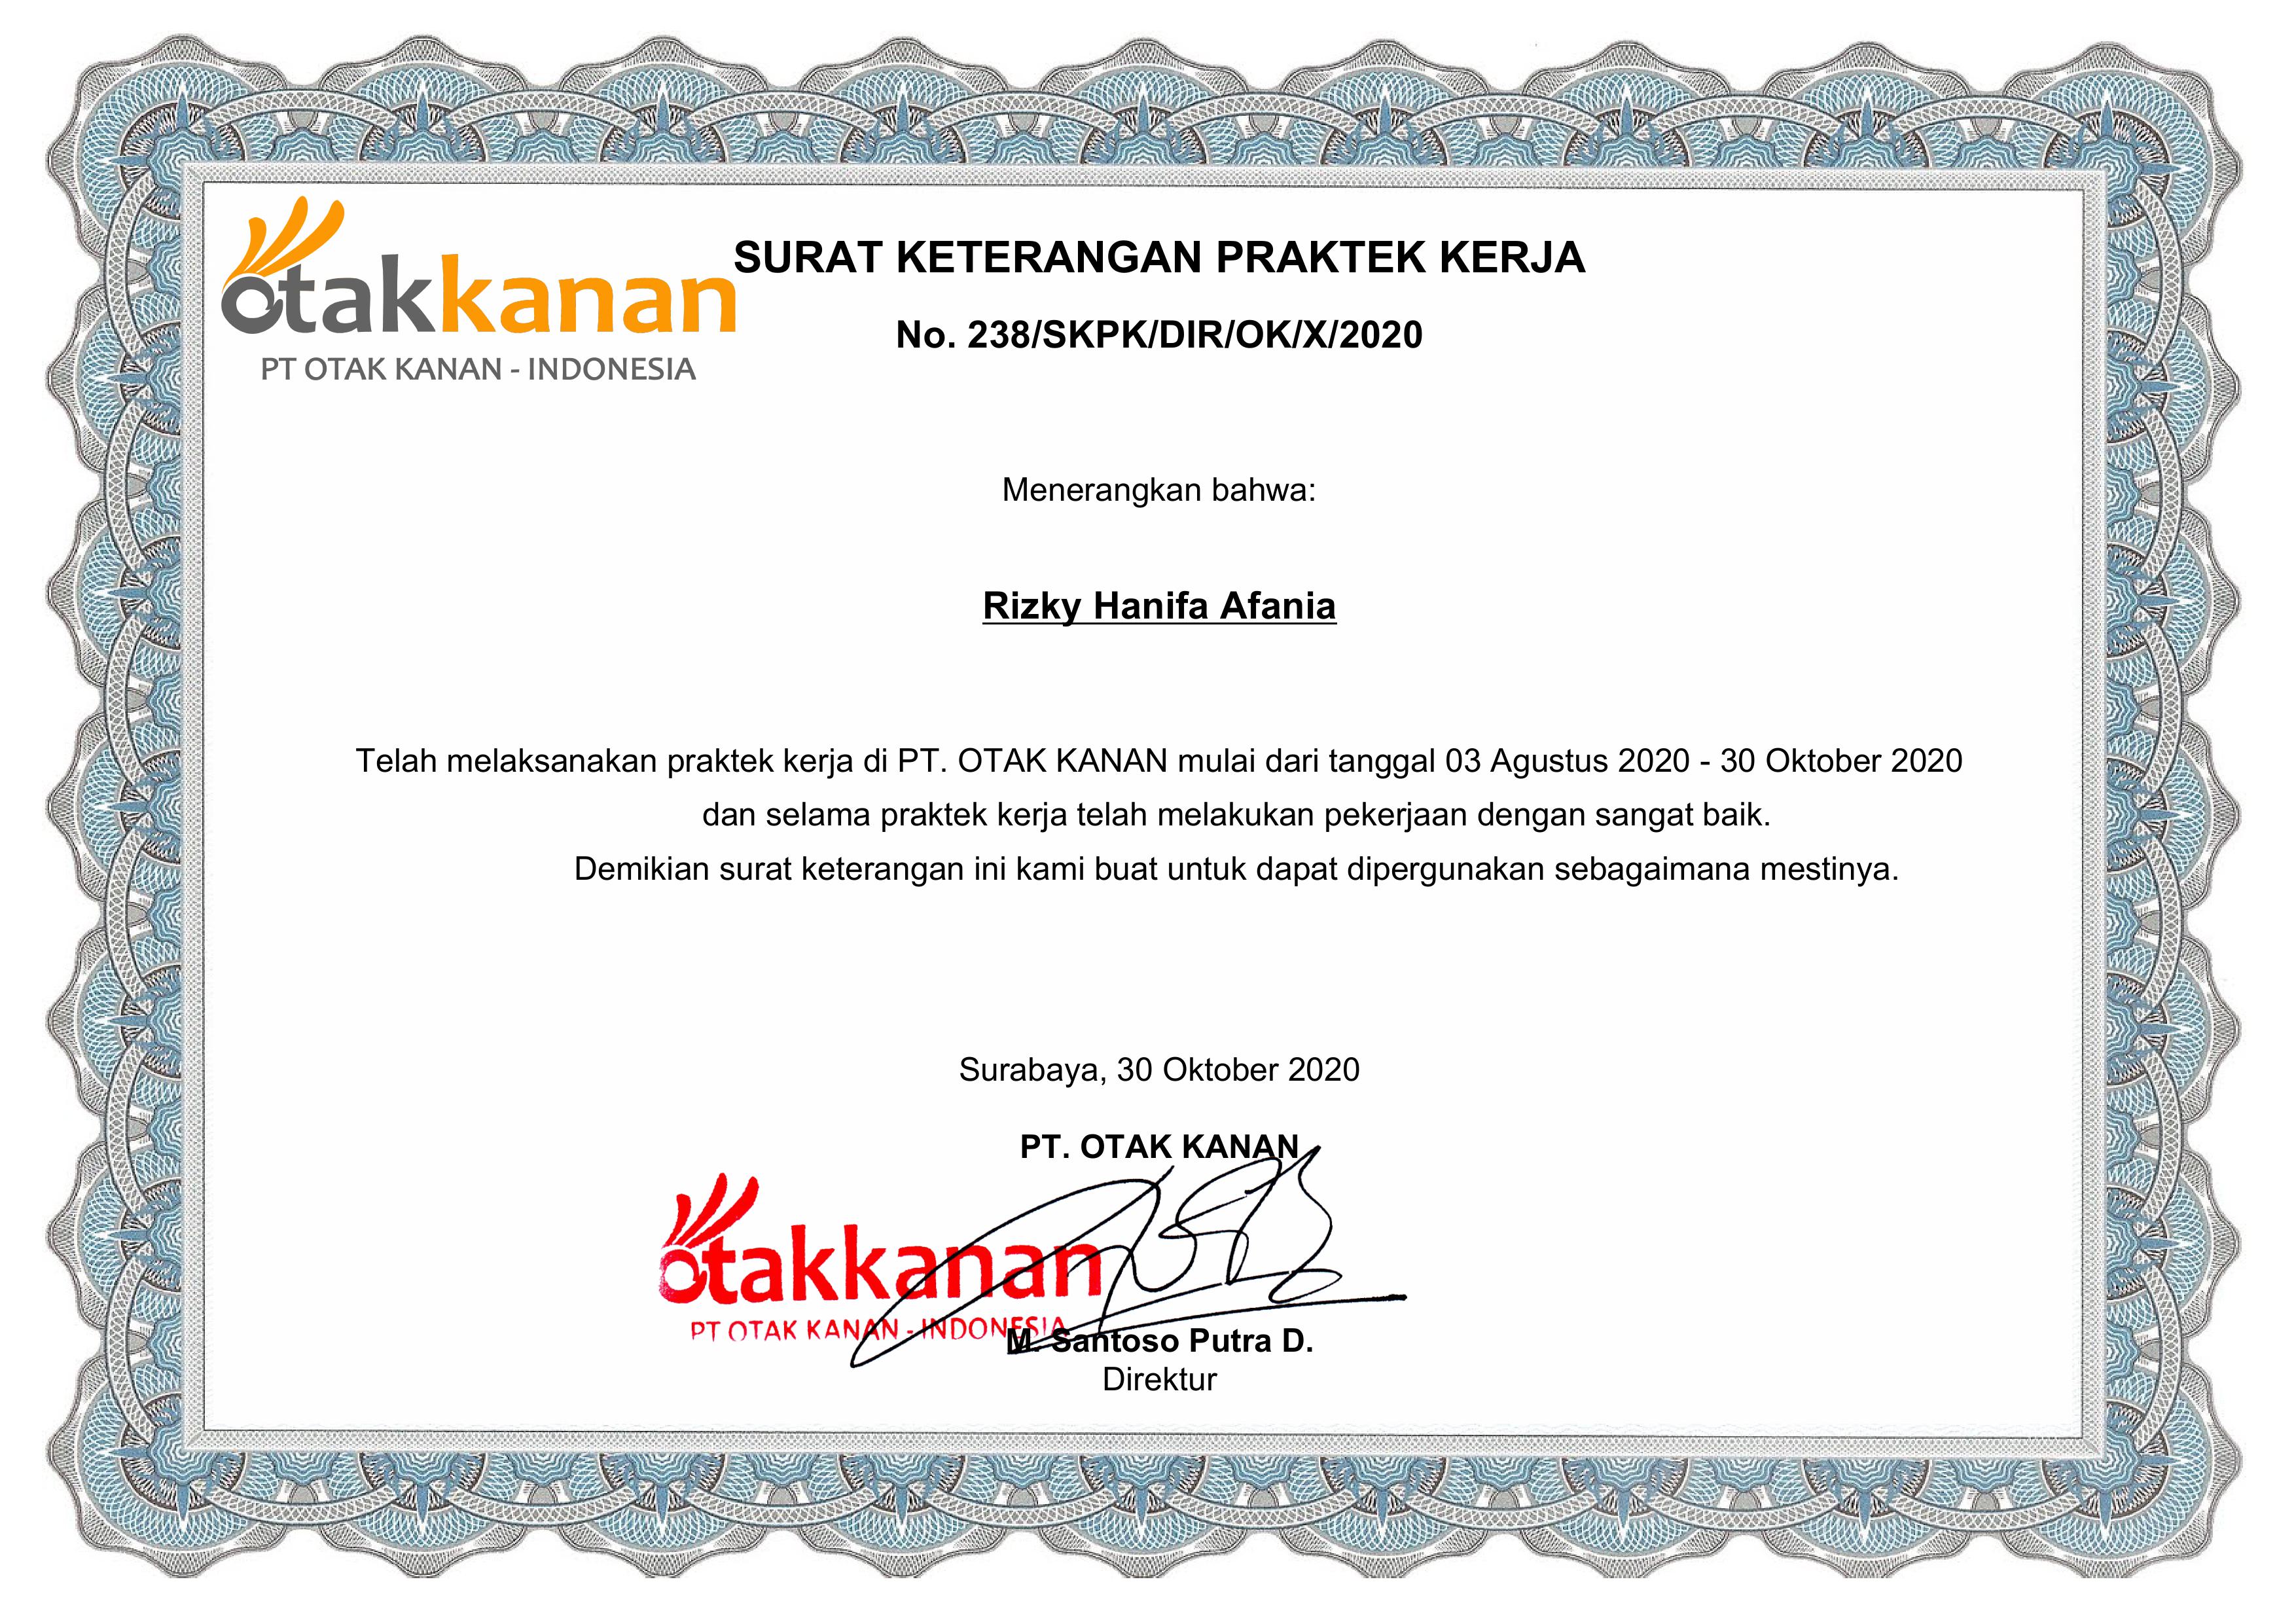 otakkanan
PT OTAK KANAN - INDONESIA
SURAT KETERANGAN PRAKTEK KERJA
No. 238/SKPK/DIR/OK/X/2020
Menerangkan bahwa:
Rizky Hanifa Afania
Telah melaksanakan praktek kerja di PT. OTAK KANAN mulai dari tanggal 03 Agustus 2020 - 30 Oktober 2020
dan selama praktek kerja telah melakukan pekerjaan dengan sangat baik.
Demikian surat keterangan ini kami buat untuk dapat dipergunakan sebagaimana mestinya.
Surabaya, 30 Oktober 2020
PT. OTAK KANAN
otakkanan
PT OTAK KANAN - INDONESIA
M. Santoso Putra D.
Direktur